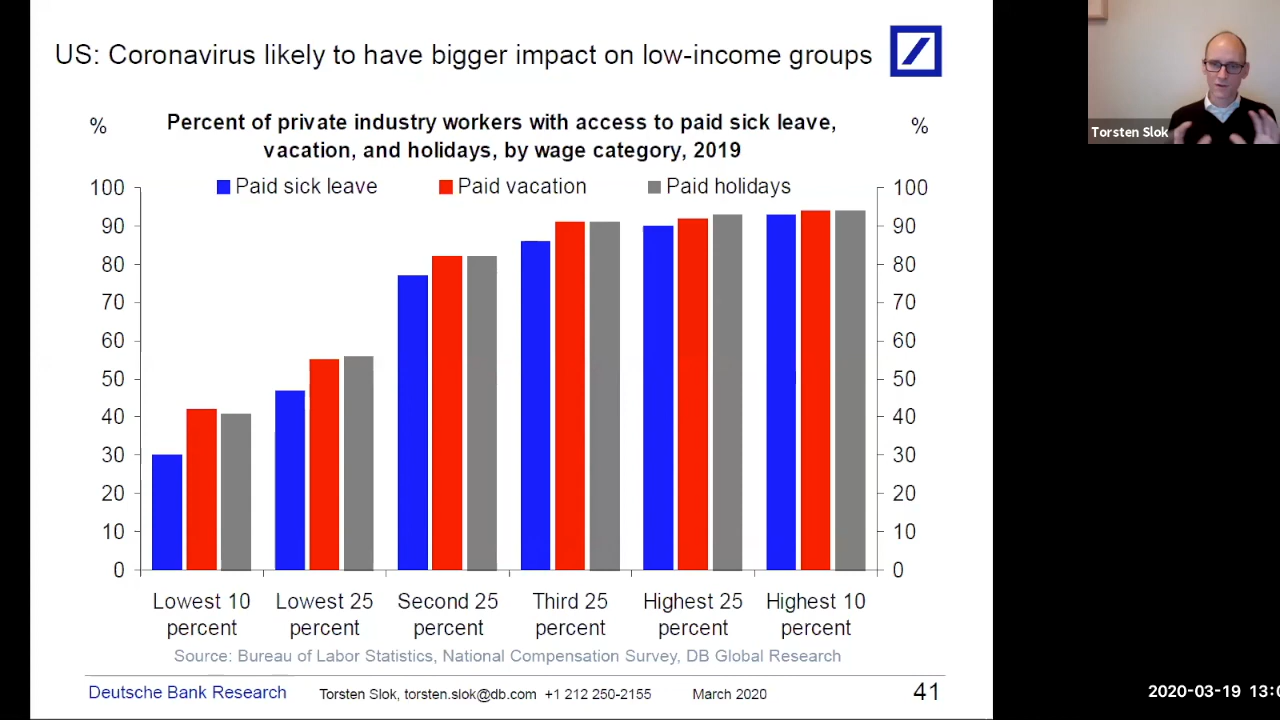 US: Coronavirus likely to have bigger impact on low-income groups
Torsten Slok
% Percent of private industry workers with access to paid sick leave, %
vacation, and holidays, by wage category, 2019
Paid sick leave Paid vacation Paid holidays
100 100
90 90
80 80
70 70
60 60
50 50
40 40
30 30
20 20
10 10
0 0
Lowest 10 Lowest 25 Second 25 Third 25 Highest 25 Highest 10
percent percent percent percent percent percent
Source: Bureau of Labor Statistics, National Compensation Survey, DB Global Research
Deutsche Bank Research Torsten Slok, torsten.slok@db.com +1 212 250-2155 March 2020 41
2020-03-19